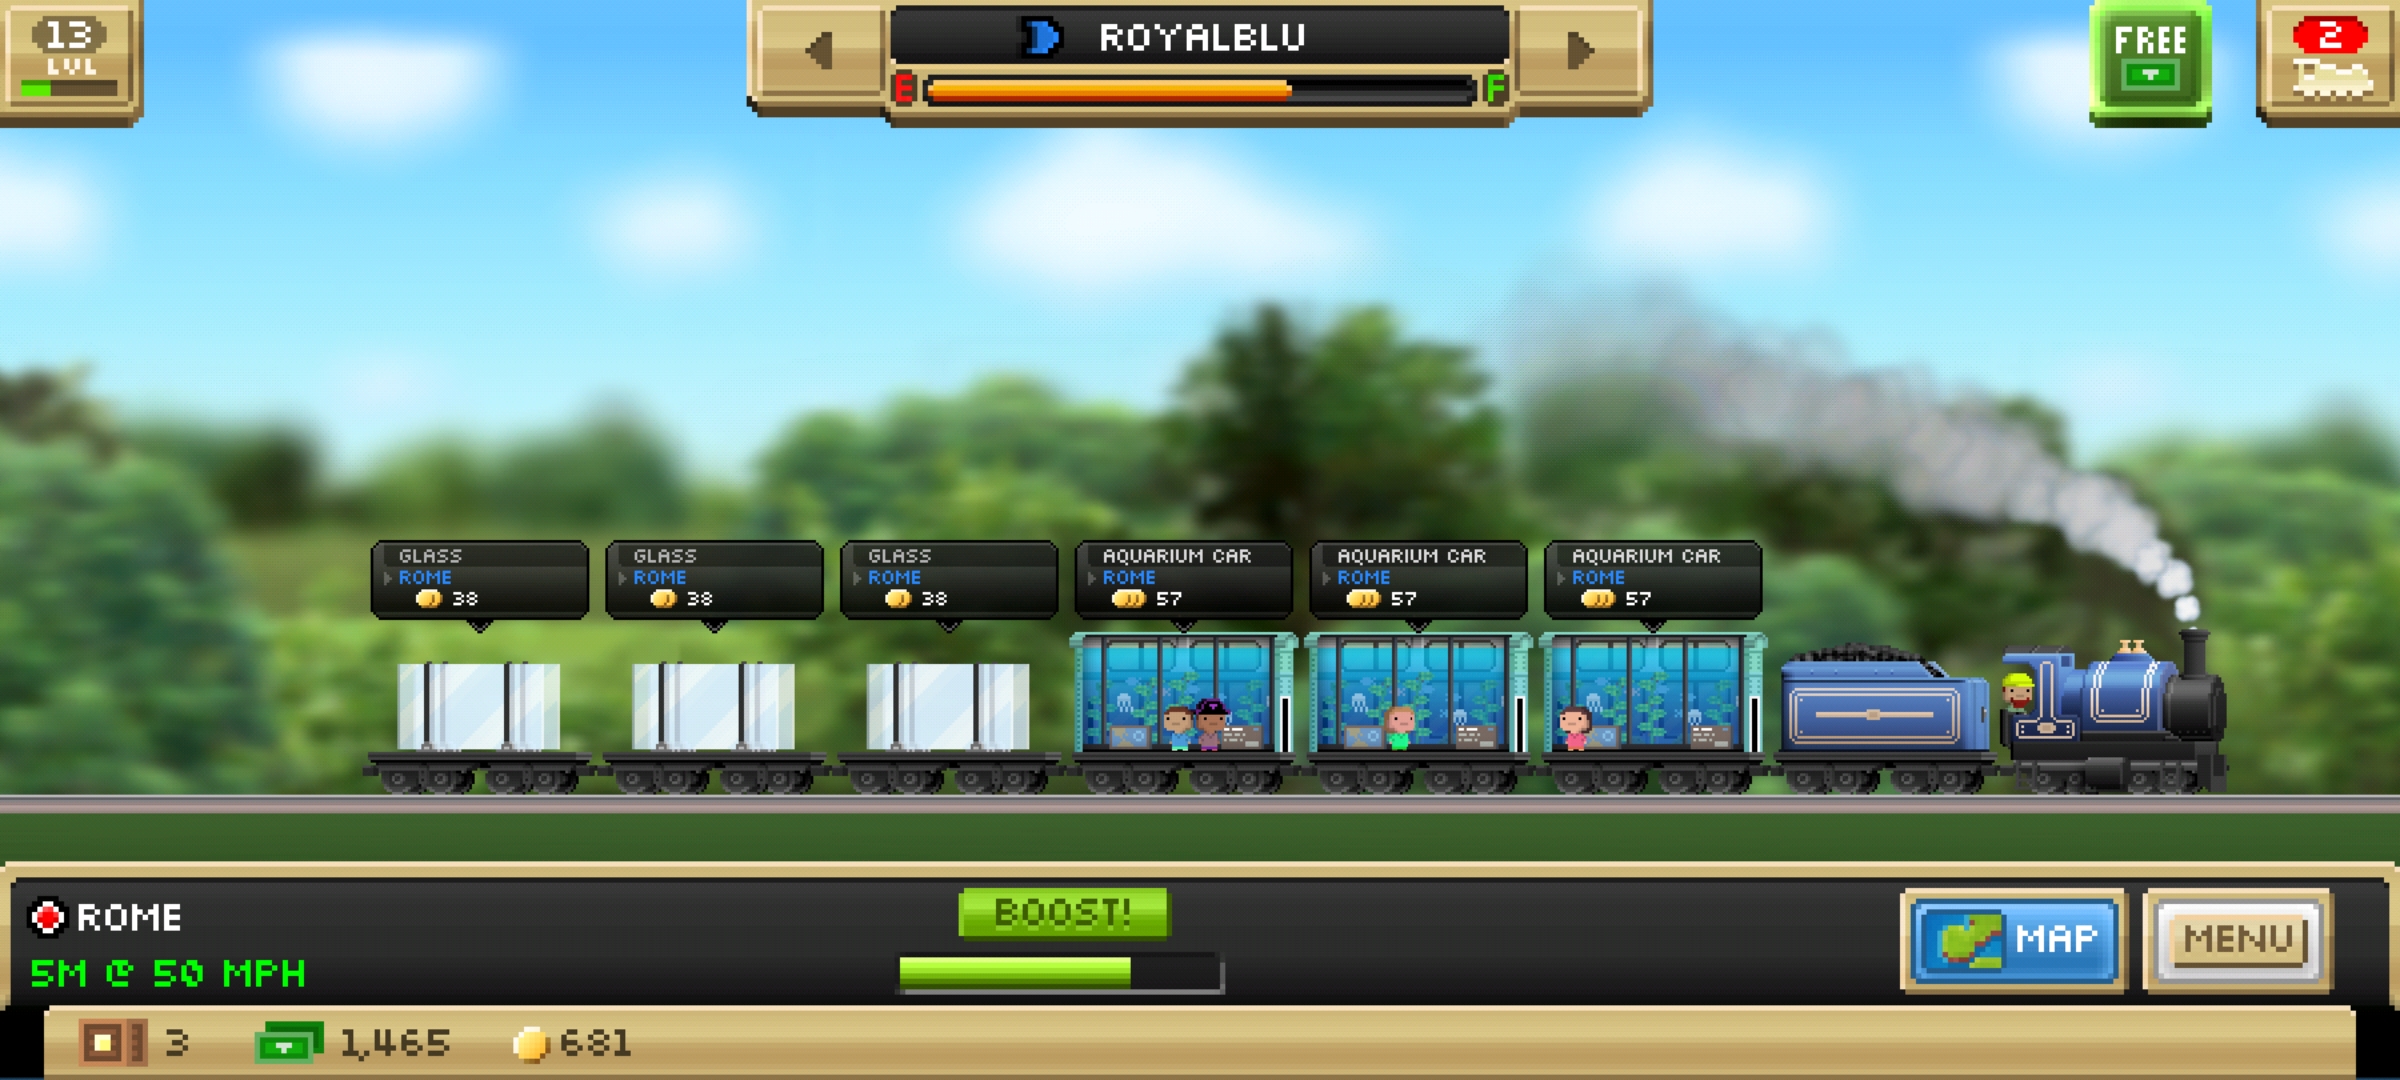 13
LVL
ROYALBLU
E F
FREE
2
GLASS
ROME
38
GLASS
ROME
38
GLASS
ROME
38
AQUARIUM CAR
ROME
57
AQUARIUM CAR
ROME
57
AQUARIUM CAR
ROME
57
ROME
5M @ 50 MPH
BOOST!
MAP
MENU
3
1,465
681